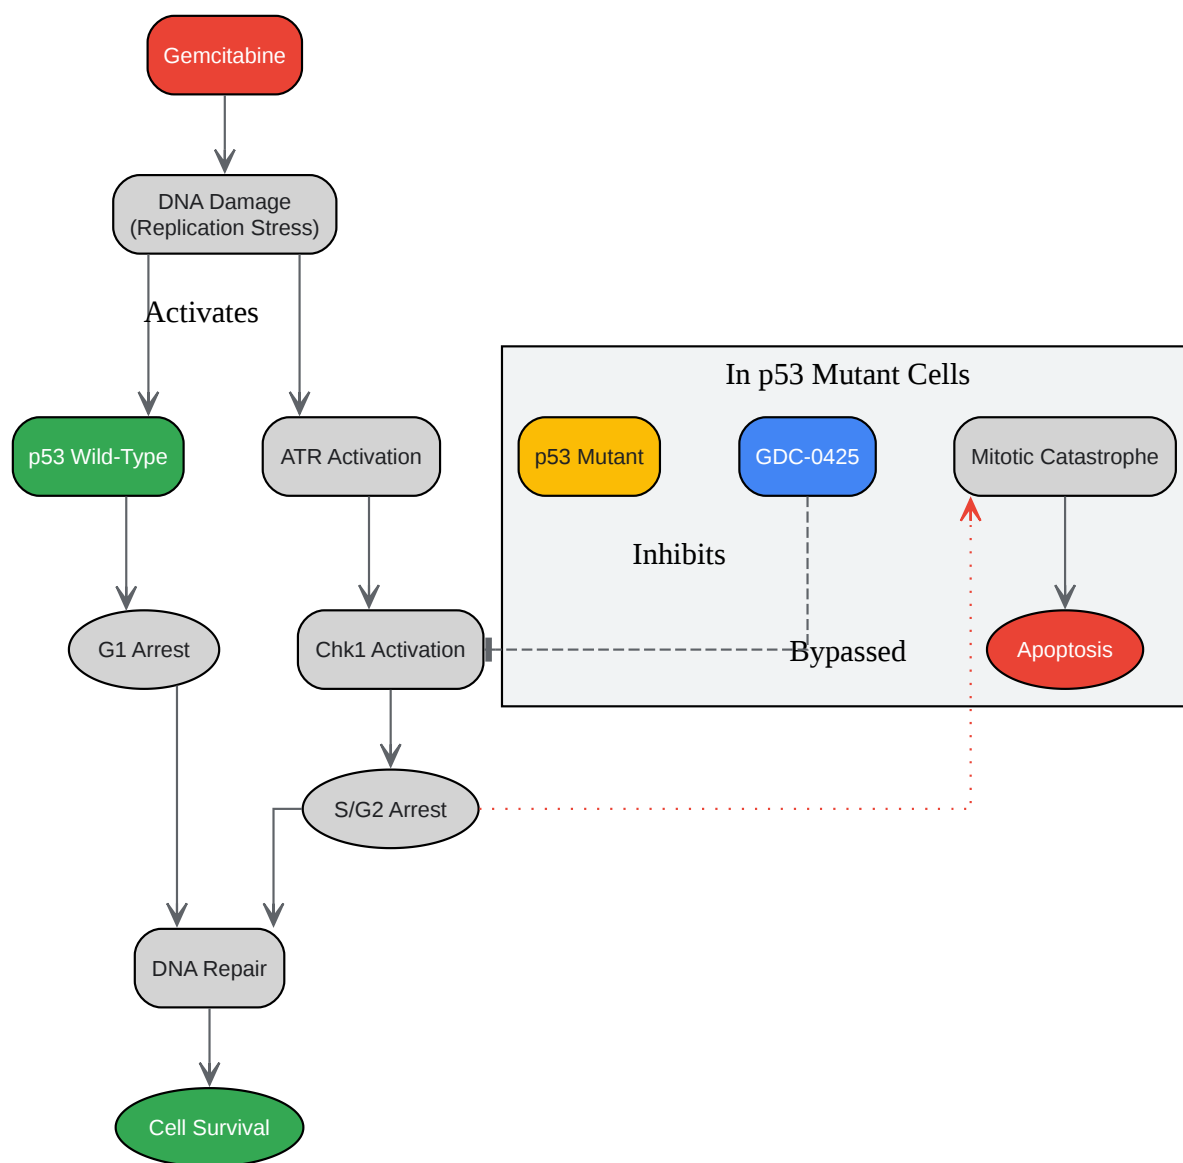 Gemcitabine
DNA Damage
(Replication Stress)
Activates
In p53 Mutant Cells
p53 Wild-Type
ATR Activation
p53 Mutant
GDC-0425
Mitotic Catastrophe
Inhibits
G1 Arrest
Chk1 Activation
Bypassed
Apoptosis
S/G2 Arrest
DNA Repair
Cell Survival